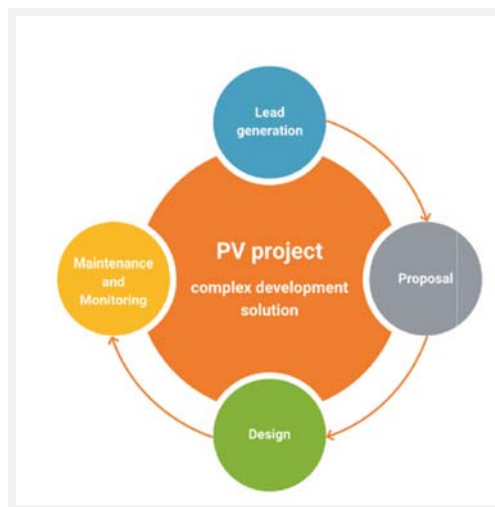 Lead
generation
PV project
complex development
solution
Proposal
Maintenance
and
Monitoring
Design